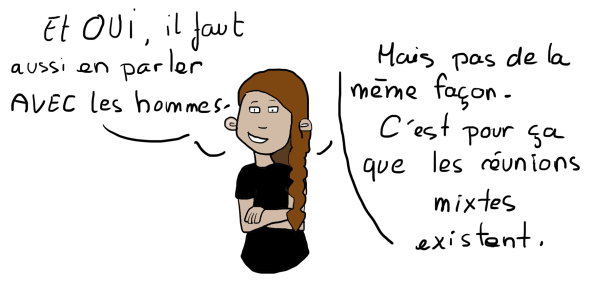 Et OUI, il faut
aussi en parler
AVEC les hommes.
Mais pas de la
même façon.
C'est pour ça
que les réunions
mixtes
existent.